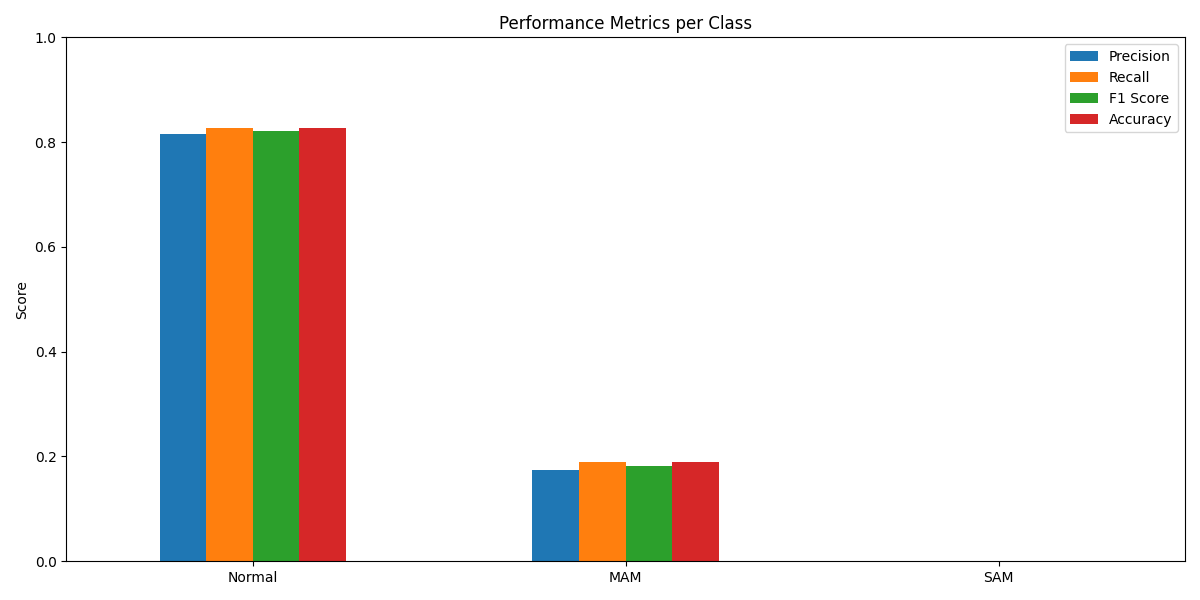 Performance Metrics per Class
Precision
Recall
F1 Score
Accuracy
Score
1.0
0.8
0.6
0.4
0.2
0.0
Normal
MAM
SAM